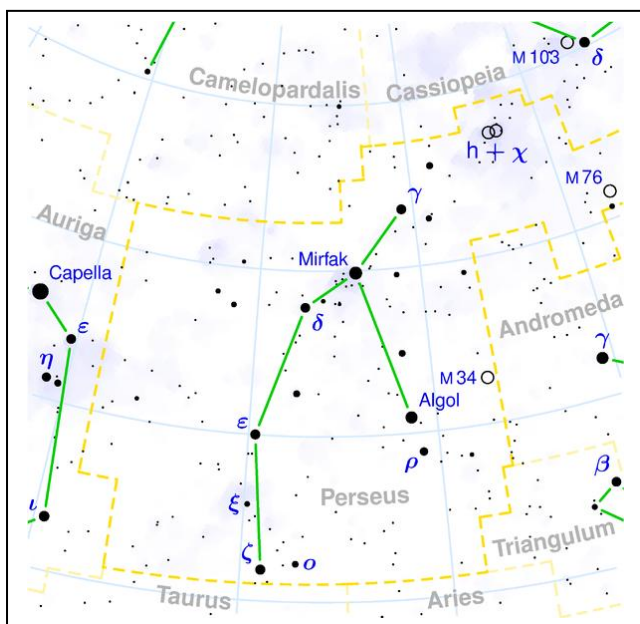 M 103
δ
Camelopardalis
Cassiopeia
h + χ
M 76
γ
Auriga
Mirfak
Capella
Andromeda
δ
ε
γ
η
M 34
Algol
ε
ρ
β
ξ
Perseus
ι
Triangulum
ζ
ο
Taurus
Aries